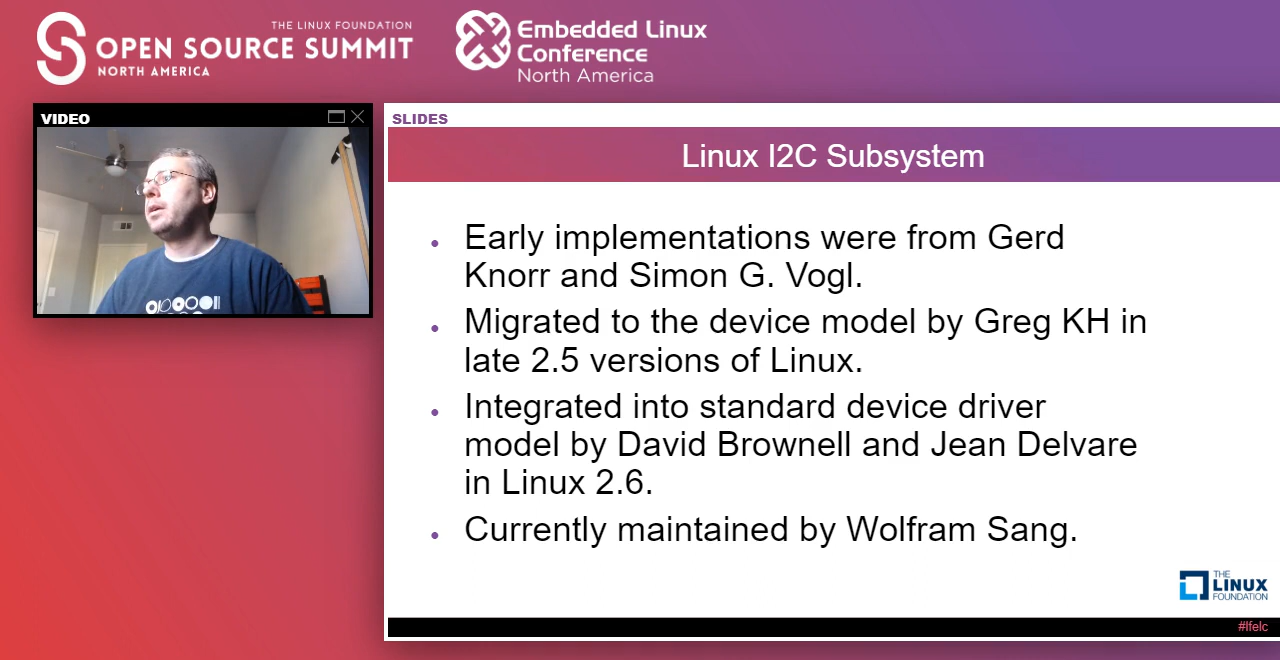 THE LINUX FOUNDATION
OPEN SOURCE SUMMIT
NORTH AMERICA
Embedded Linux
Conference
North America
VIDEO
SLIDES
Linux I2C Subsystem
• Early implementations were from Gerd
Knorr and Simon G. Vogl.
• Migrated to the device model by Greg KH in
late 2.5 versions of Linux.
• Integrated into standard device driver
model by David Brownell and Jean Delvare
in Linux 2.6.
• Currently maintained by Wolfram Sang.
THE
LINUX
FOUNDATION
#lfelc